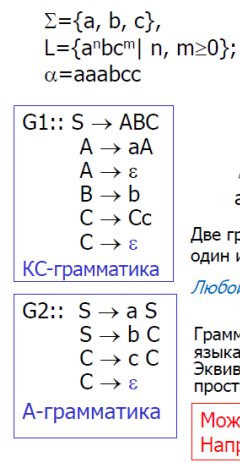 Σ={a, b, c},
L={aⁿbcᵐ| n, m≥0};
α=aaabcc
G1:: S → ABC
A → aA
A → ε
B → b
C → Cc
C → ε
КС-грамматика
Две гр
один и
Любой
G2:: S → a S
S → b C
C → c C
C → ε
А-грамматика
Грамм
языка
Эквив
прост
Мож
Напр